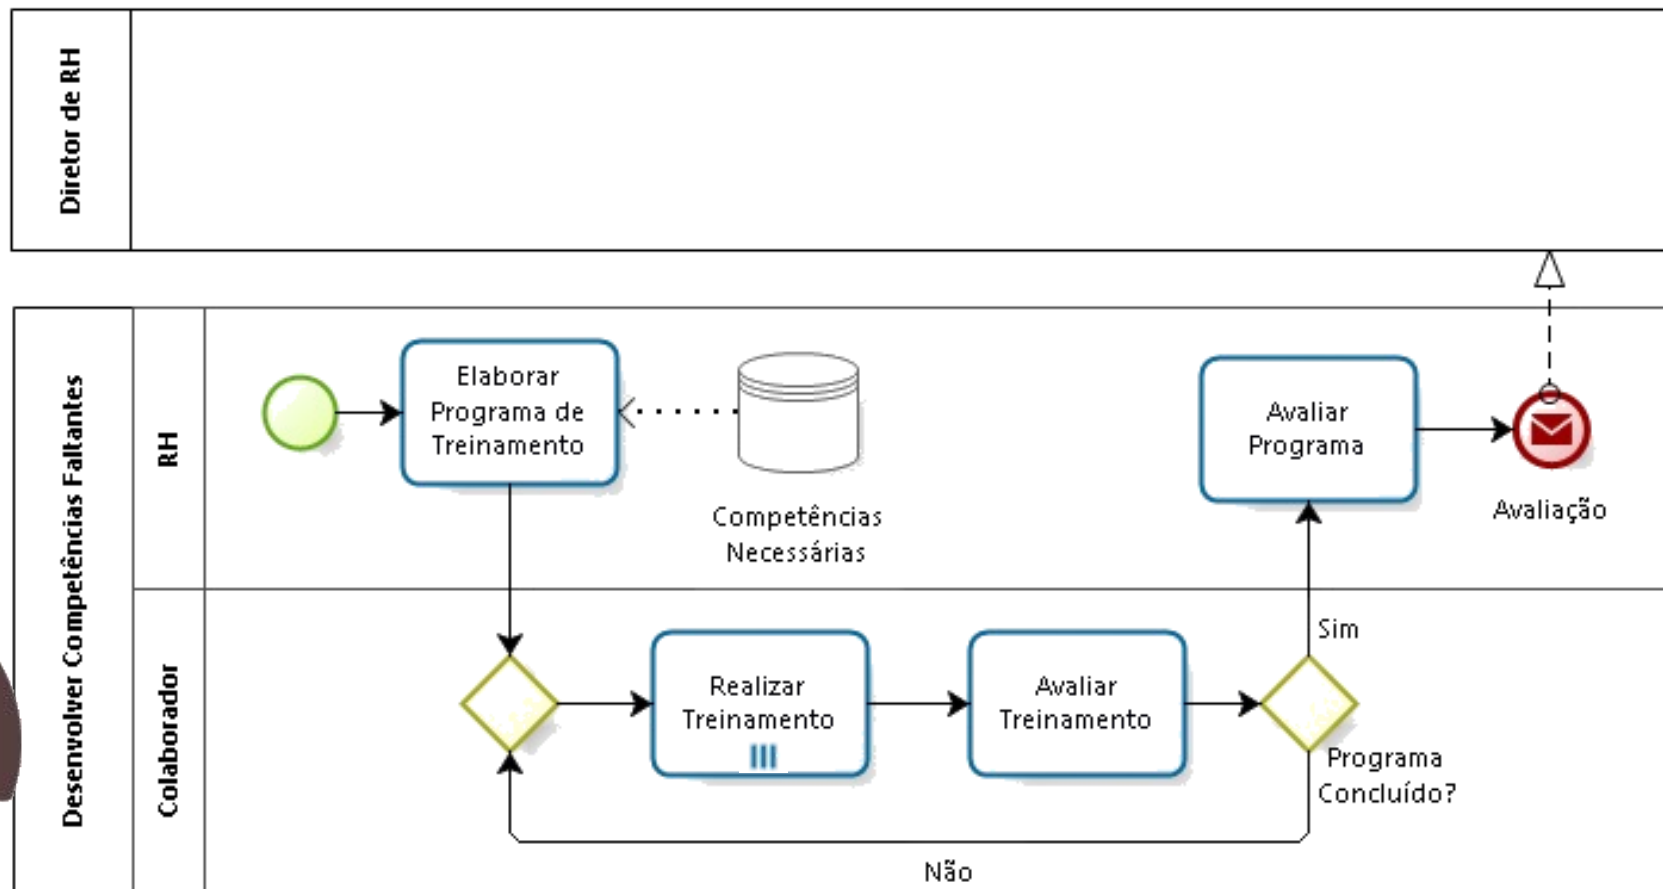 Diretor de RH
Desenvolver Competências Faltantes
RH
Elaborar
Programa de
Treinamento
Competências
Necessárias
Avaliar
Programa
Avaliação
Colaborador
Realizar
Treinamento
Avaliar
Treinamento
Sim
Programa
Concluído?
Não